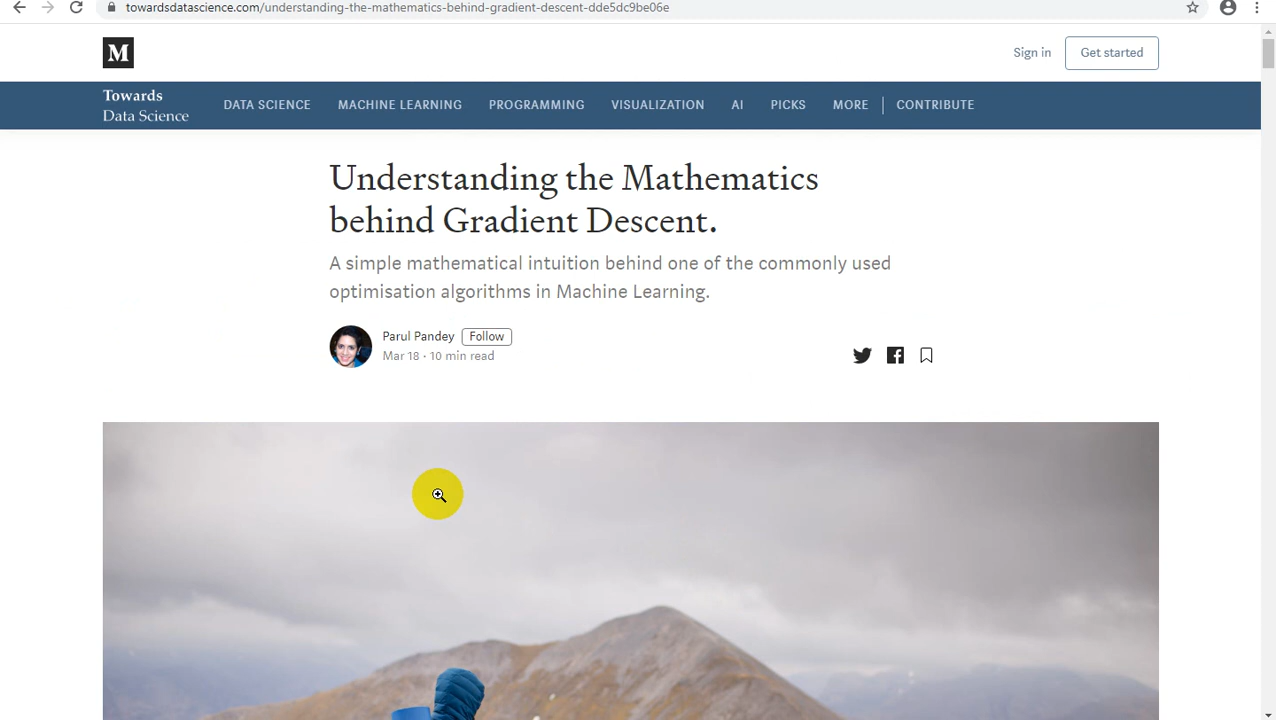 towardsdatascience.com/understanding-the-mathematics-behind-gradient-descent-dde5dc9be06e
M
Sign in
Get started
Towards
Data Science
DATA SCIENCE
MACHINE LEARNING
PROGRAMMING
VISUALIZATION
AI
PICKS
MORE
CONTRIBUTE
Understanding the Mathematics
behind Gradient Descent.
A simple mathematical intuition behind one of the commonly used
optimisation algorithms in Machine Learning.
Parul Pandey
Follow
Mar 18 · 10 min read